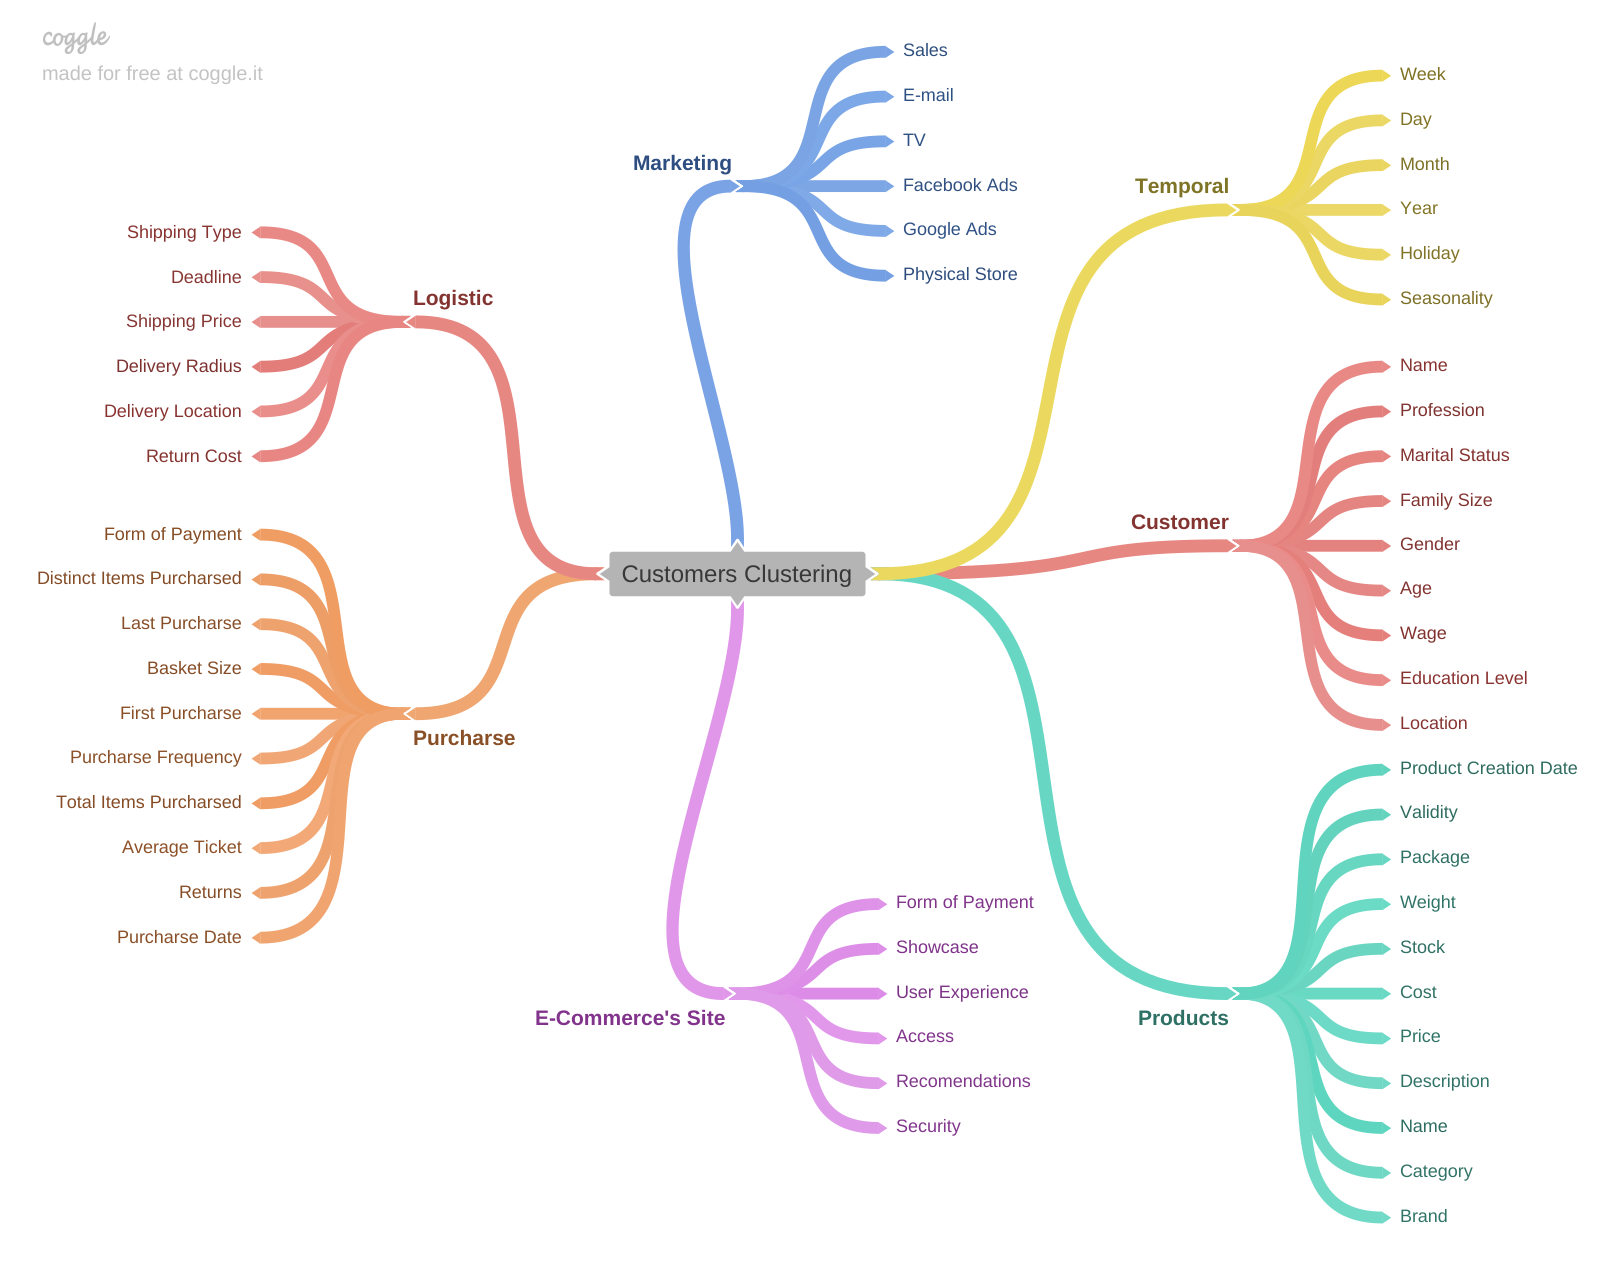 coggle
made for free at coggle.it
Customers Clustering
Marketing
Sales
E-mail
TV
Facebook Ads
Google Ads
Physical Store
Temporal
Week
Day
Month
Year
Holiday
Seasonality
Customer
Name
Profession
Marital Status
Family Size
Gender
Age
Wage
Education Level
Location
Products
Product Creation Date
Validity
Package
Weight
Stock
Cost
Price
Description
Name
Category
Brand
E-Commerce's Site
Form of Payment
Showcase
User Experience
Access
Recomendations
Security
Logistic
Shipping Type
Deadline
Shipping Price
Delivery Radius
Delivery Location
Return Cost
Purcharse
Form of Payment
Distinct Items Purcharsed
Last Purcharse
Basket Size
First Purcharse
Purcharse Frequency
Total Items Purcharsed
Average Ticket
Returns
Purcharse Date